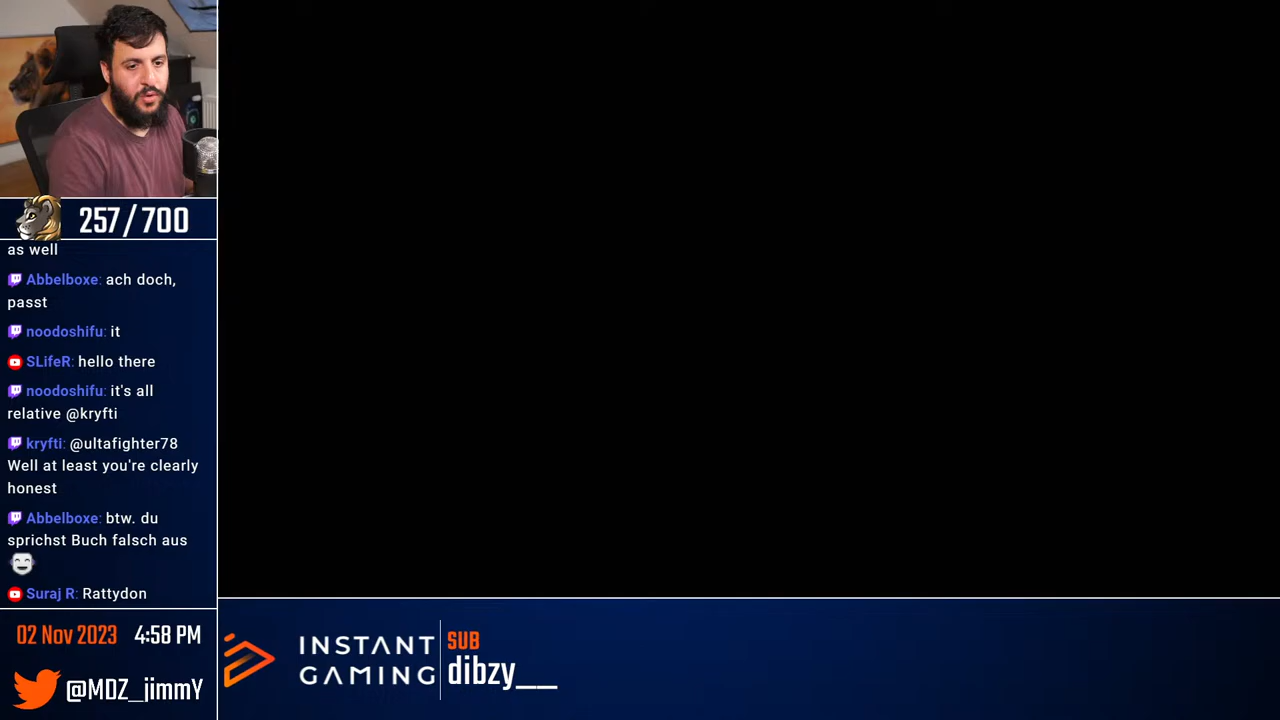 257/700
as well
Abbelboxe: ach doch,
passt
noodoshifu: it
SLifeR: hello there
noodoshifu: it's all
relative @kryfti
kryfti: @ultafighter78
Well at least you're clearly
honest
Abbelboxe: btw. du
sprichst Buch falsch aus
Suraj R: Rattydon
02 Nov 2023 4:58 PM
@MDZ_jimmY
INSTANT
GAMING
SUB
dibzy__